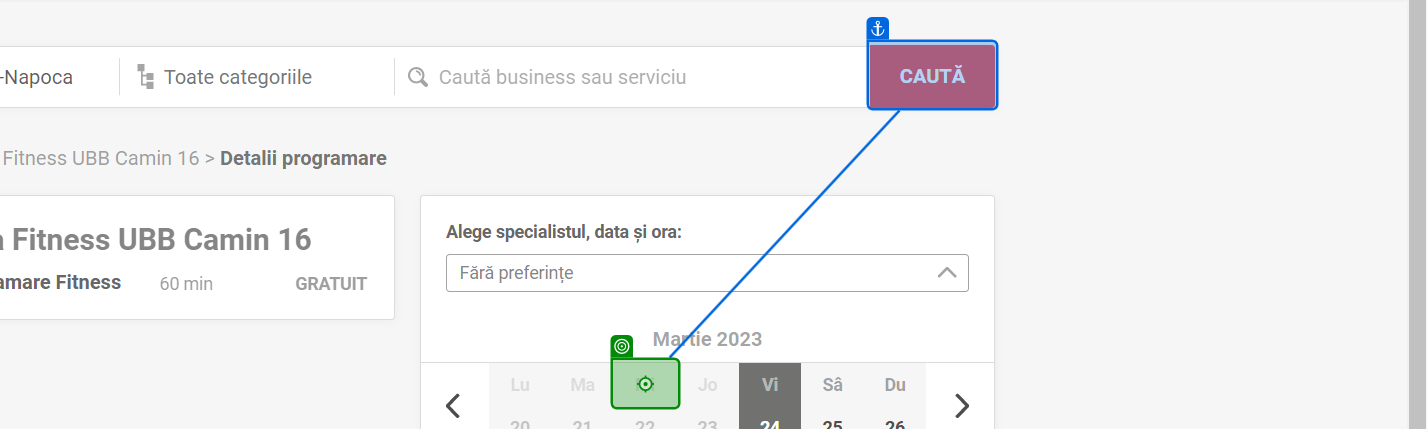 -Napoca
Toate categoriile
Caută business sau serviciu
CAUTĂ
Fitness UBB Camin 16 > Detalii programare
Fitness UBB Camin 16
amare Fitness
60 min
GRATUIT
Alege specialistul, data și ora:
Fără preferințe
Martie 2023
Lu Ma Jo Vi Sâ Du
20 21 22 23 24 25 26